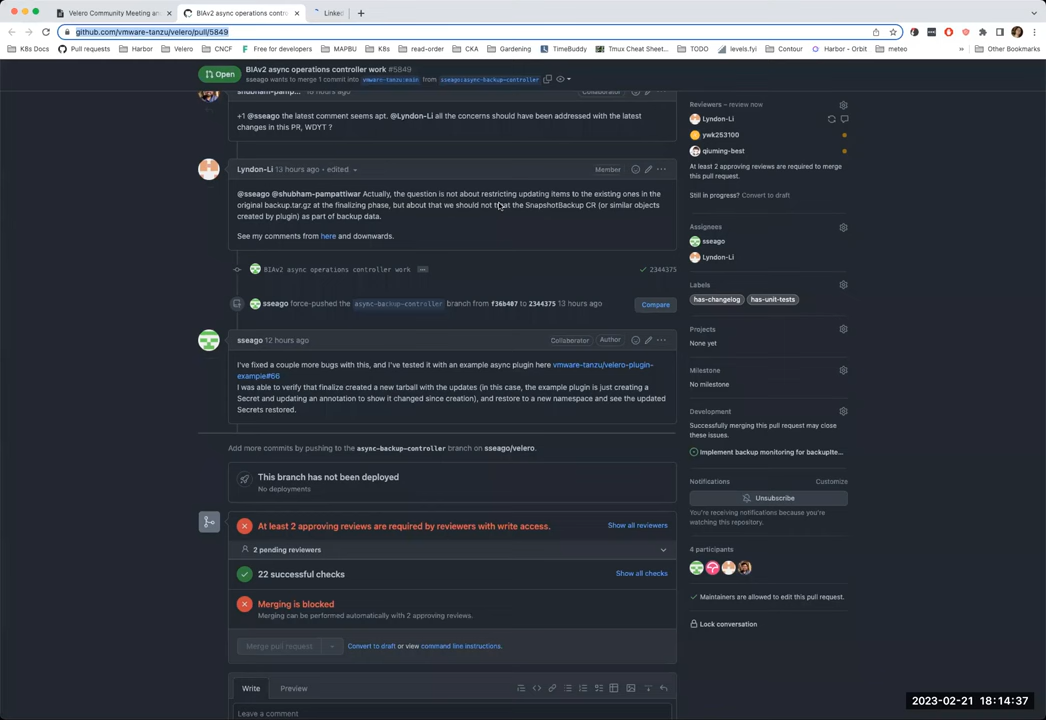 Velero Community Meeting an
BIAv2 async operations contro
Linked
github.com/vmware-tanzu/velero/pull/5849
K8s Docs
Pull requests
Harbor
Velero
CNCF
Free for developers
MAPBU
K8s
read-order
CKA
Gardening
TimeBuddy
Tmux Cheat Sheet...
TODO
levels.fyi
Contour
Harbor - Orbit
meteo
»
Other Bookmarks
Open
BIAv2 async operations controller work #5849
sseago wants to merge 1 commit into vmware-tanzu:main from sseago:async-backup-controller
shubham-pamp... 16 hours ago
Collaborator
+1 @sseago the latest comment seems apt. @Lyndon-Li all the concerns should have been addressed with the latest
changes in this PR, WDYT ?
Lyndon-Li 13 hours ago • edited
Member
@sseago @shubham-pampattiwar Actually, the question is not about restricting updating items to the existing ones in the
original backup.tar.gz at the finalizing phase, but about that we should not treat the SnapshotBackup CR (or similar objects
created by plugin) as part of backup data.
See my comments from here and downwards.
BIAv2 async operations controller work ...
2344375
sseago force-pushed the async-backup-controller branch from f36b407 to 2344375 13 hours ago
Compare
sseago 12 hours ago
Collaborator
Author
I've fixed a couple more bugs with this, and I've tested it with an example async plugin here vmware-tanzu/velero-plugin-
example#66
I was able to verify that finalize created a new tarball with the updates (in this case, the example plugin is just creating a
Secret and updating an annotation to show it changed since creation), and restore to a new namespace and see the updated
Secrets restored.
Add more commits by pushing to the async-backup-controller branch on sseago/velero.
This branch has not been deployed
No deployments
At least 2 approving reviews are required by reviewers with write access.
Show all reviewers
2 pending reviewers
22 successful checks
Show all checks
Merging is blocked
Merging can be performed automatically with 2 approving reviews.
Merge pull request
Convert to draft or view command line instructions.
Write
Preview
Leave a comment
Reviewers – review now
Lyndon-Li
ywk253100
qiuming-best
At least 2 approving reviews are required to merge
this pull request.
Still in progress? Convert to draft
Assignees
sseago
Lyndon-Li
Labels
has-changelog
has-unit-tests
Projects
None yet
Milestone
No milestone
Development
Successfully merging this pull request may close
these issues.
Implement backup monitoring for backupIte...
Notifications
Customize
Unsubscribe
You're receiving notifications because you're
watching this repository.
4 participants
Maintainers are allowed to edit this pull request.
Lock conversation
2023-02-21 18:14:37